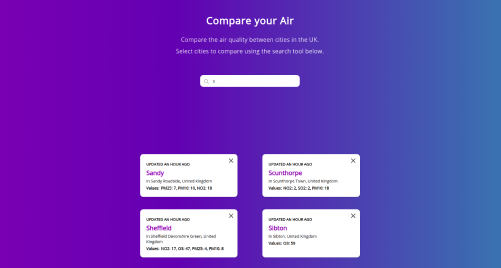 Compare your Air
Compare the air quality between cities in the UK.
Select cities to compare using the search tool below.
s
UPDATED AN HOUR AGO
Sandy
in Sandy Roadside, United Kingdom
Values: PM25: 7, PM10: 10, NO2: 18
UPDATED AN HOUR AGO
Scunthorpe
in Scunthorpe Town, United Kingdom
Values: NO2: 2, SO2: 2, PM10: 18
UPDATED AN HOUR AGO
Sheffield
in Sheffield Devonshire Green, United
Kingdom
Values: NO2: 17, O3: 47, PM25: 4, PM10: 8
UPDATED AN HOUR AGO
Sibton
in Sibton, United Kingdom
Values: O3: 59